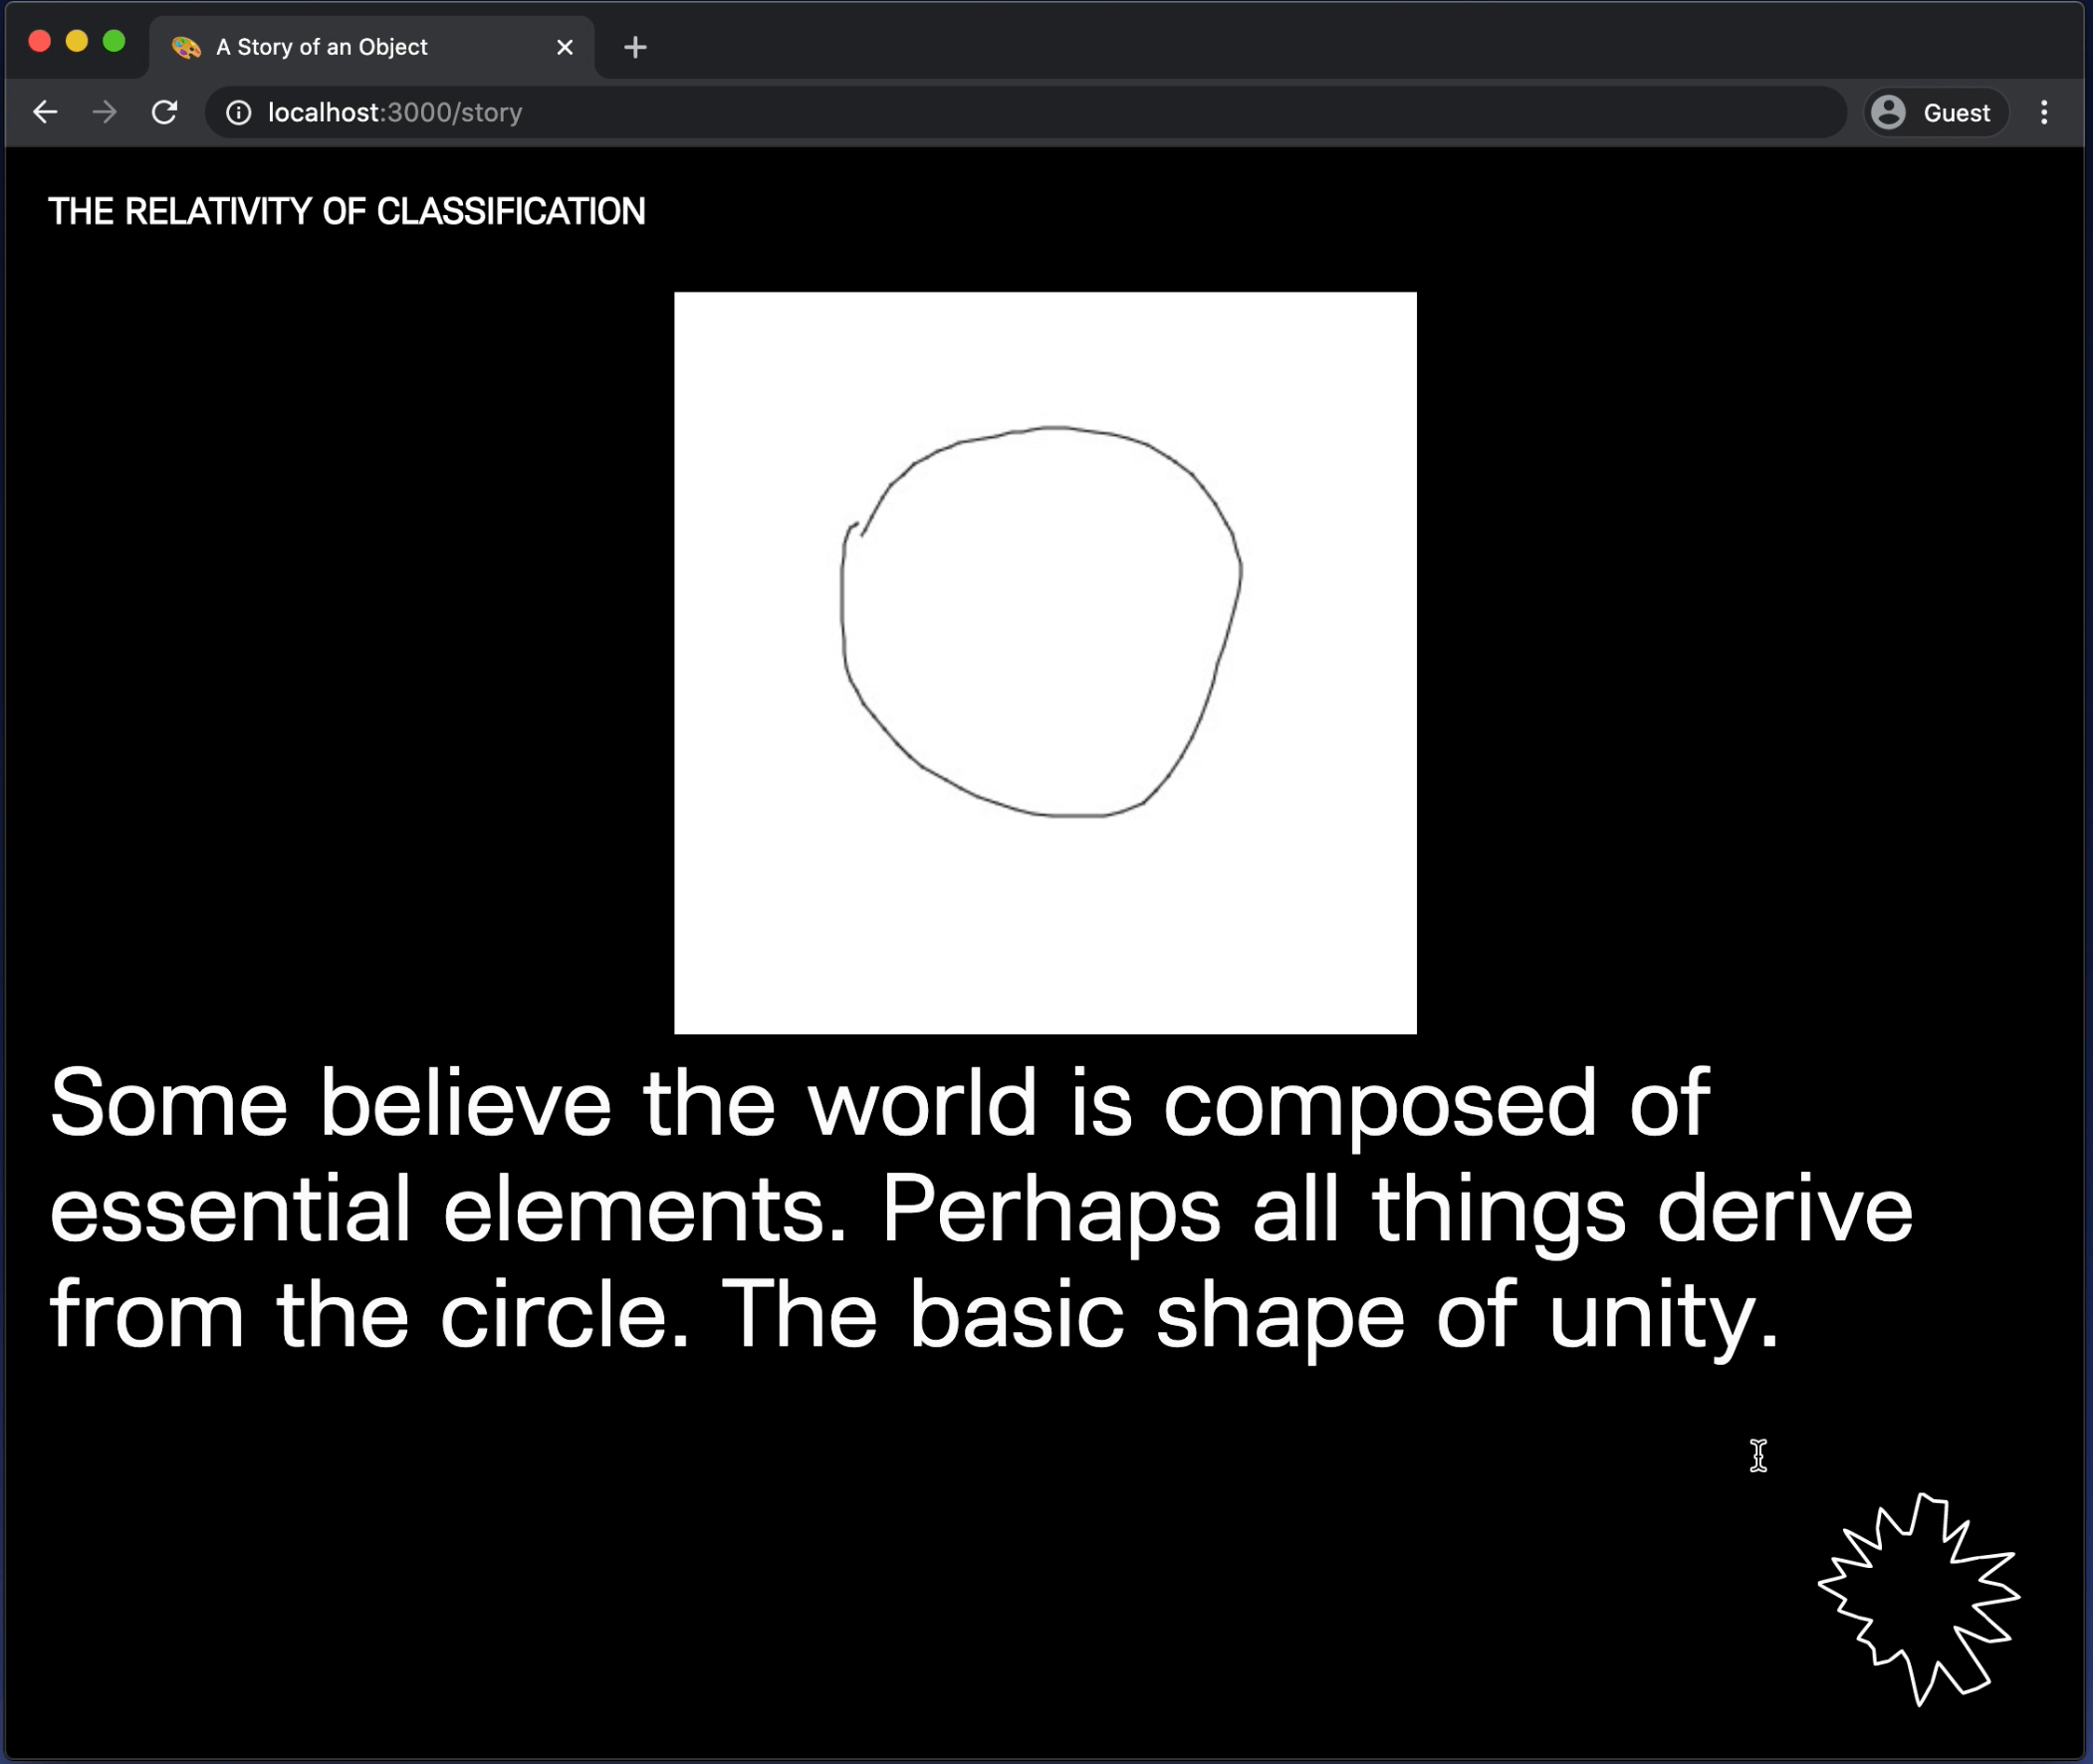 A Story of an Object
localhost:3000/story
Guest
THE RELATIVITY OF CLASSIFICATION
Some believe the world is composed of
essential elements. Perhaps all things derive
from the circle. The basic shape of unity.